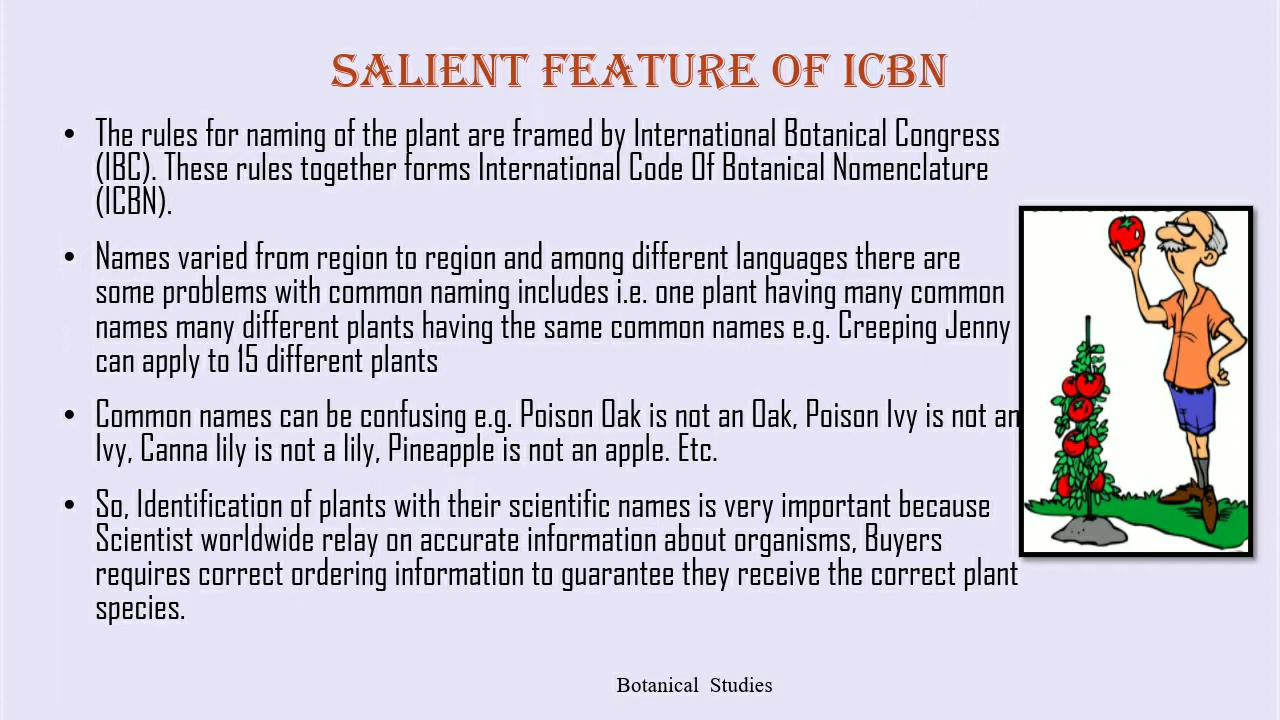 SALIENT FEATURE OF ICBN
• The rules for naming of the plant are framed by International Botanical Congress
(IBC). These rules together forms International Code Of Botanical Nomenclature
(ICBN).
• Names varied from region to region and among different languages there are
some problems with common naming includes i.e. one plant having many common
names many different plants having the same common names e.g. Creeping Jenny
can apply to 15 different plants
• Common names can be confusing e.g. Poison Oak is not an Oak, Poison Ivy is not an
Ivy, Canna lily is not a lily, Pineapple is not an apple. Etc.
• So, Identification of plants with their scientific names is very important because
Scientist worldwide relay on accurate information about organisms, Buyers
requires correct ordering information to guarantee they receive the correct plant
species.
Botanical Studies